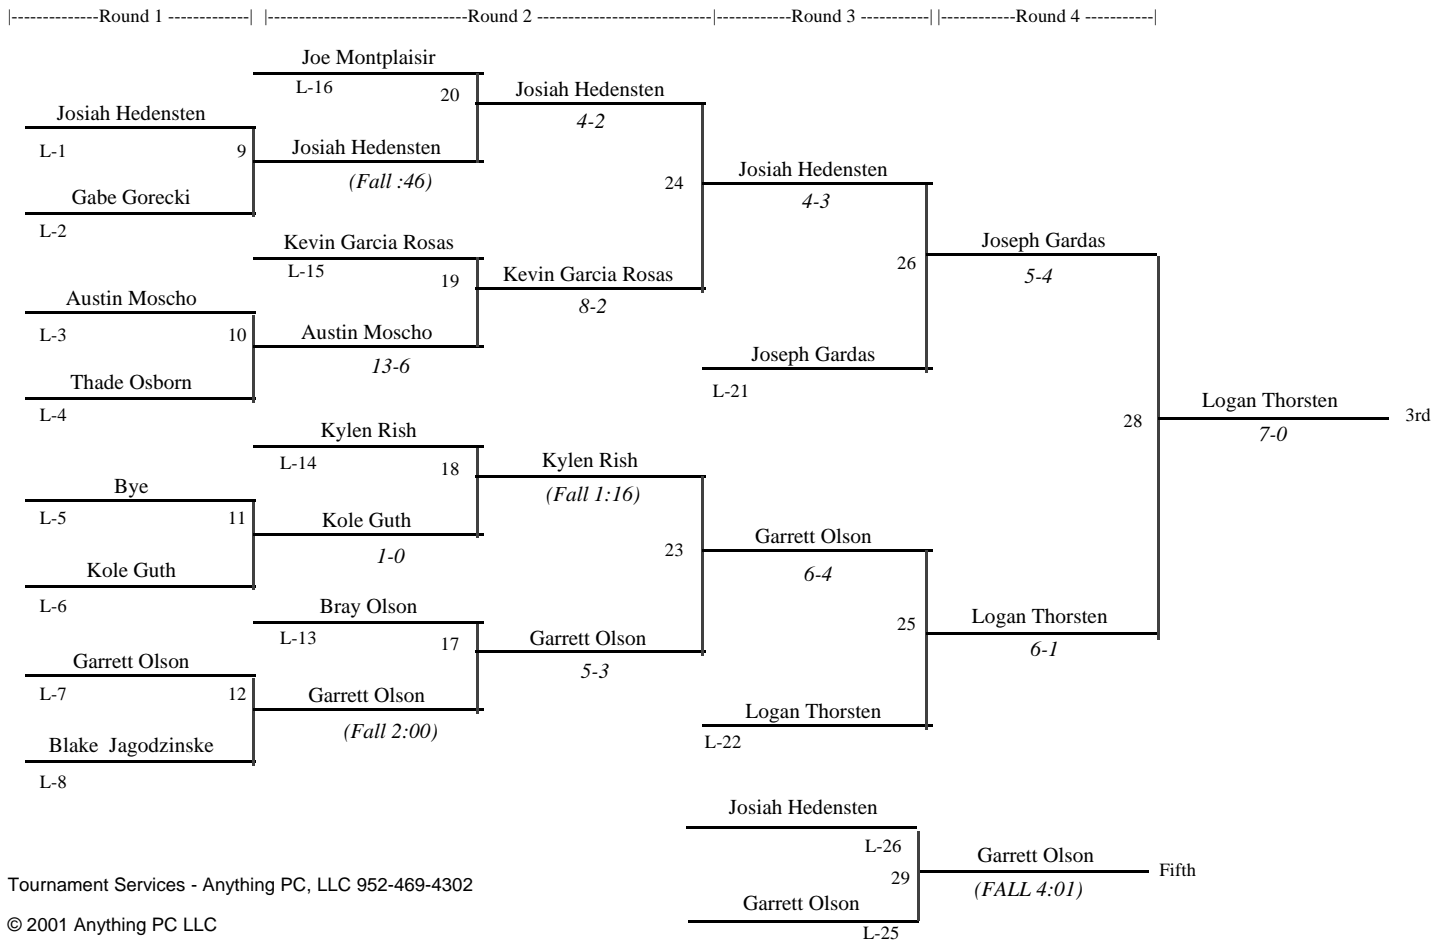 |--------------Round 1 -------------| |--------------------------------Round 2 ----------------------------|------------Round 3 -----------||------------Round 4 -----------|
Joe Montplaisir
L-16
20
Josiah Hedensten
4-2
Josiah Hedensten
L-1
9
Josiah Hedensten
(Fall :46)
Gabe Gorecki
L-2
24
Josiah Hedensten
4-3
Kevin Garcia Rosas
L-15
19
Kevin Garcia Rosas
8-2
Austin Moscho
L-3
10
Austin Moscho
13-6
Thade Osborn
L-4
26
Joseph Gardas
5-4
Joseph Gardas
L-21
28
Logan Thorsten
7-0
3rd
Kylen Rish
L-14
18
Kylen Rish
(Fall 1:16)
Bye
L-5
11
Kole Guth
1-0
Kole Guth
L-6
23
Garrett Olson
6-4
Bray Olson
L-13
17
Garrett Olson
5-3
25
Logan Thorsten
6-1
Garrett Olson
L-7
12
Garrett Olson
(Fall 2:00)
Blake  Jagodzinske
L-8
Logan Thorsten
L-22
Josiah Hedensten
L-26
29
Garrett Olson
(FALL 4:01)
Fifth
Garrett Olson
L-25
Tournament Services - Anything PC, LLC 952-469-4302
© 2001 Anything PC LLC